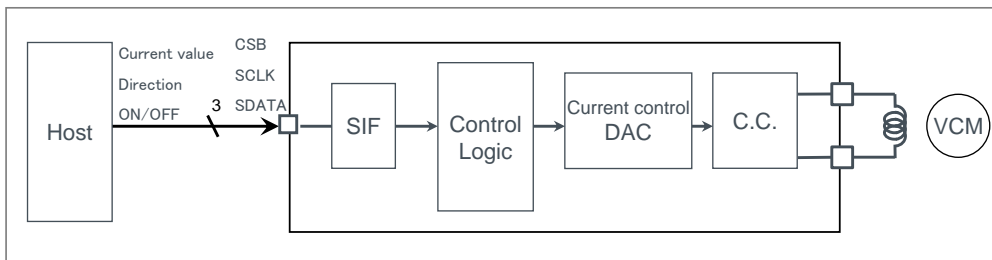 Host
Current value
Direction
ON/OFF
3
CSB
SCLK
SDATA
SIF
Control
Logic
Current control
DAC
C.C.
VCM